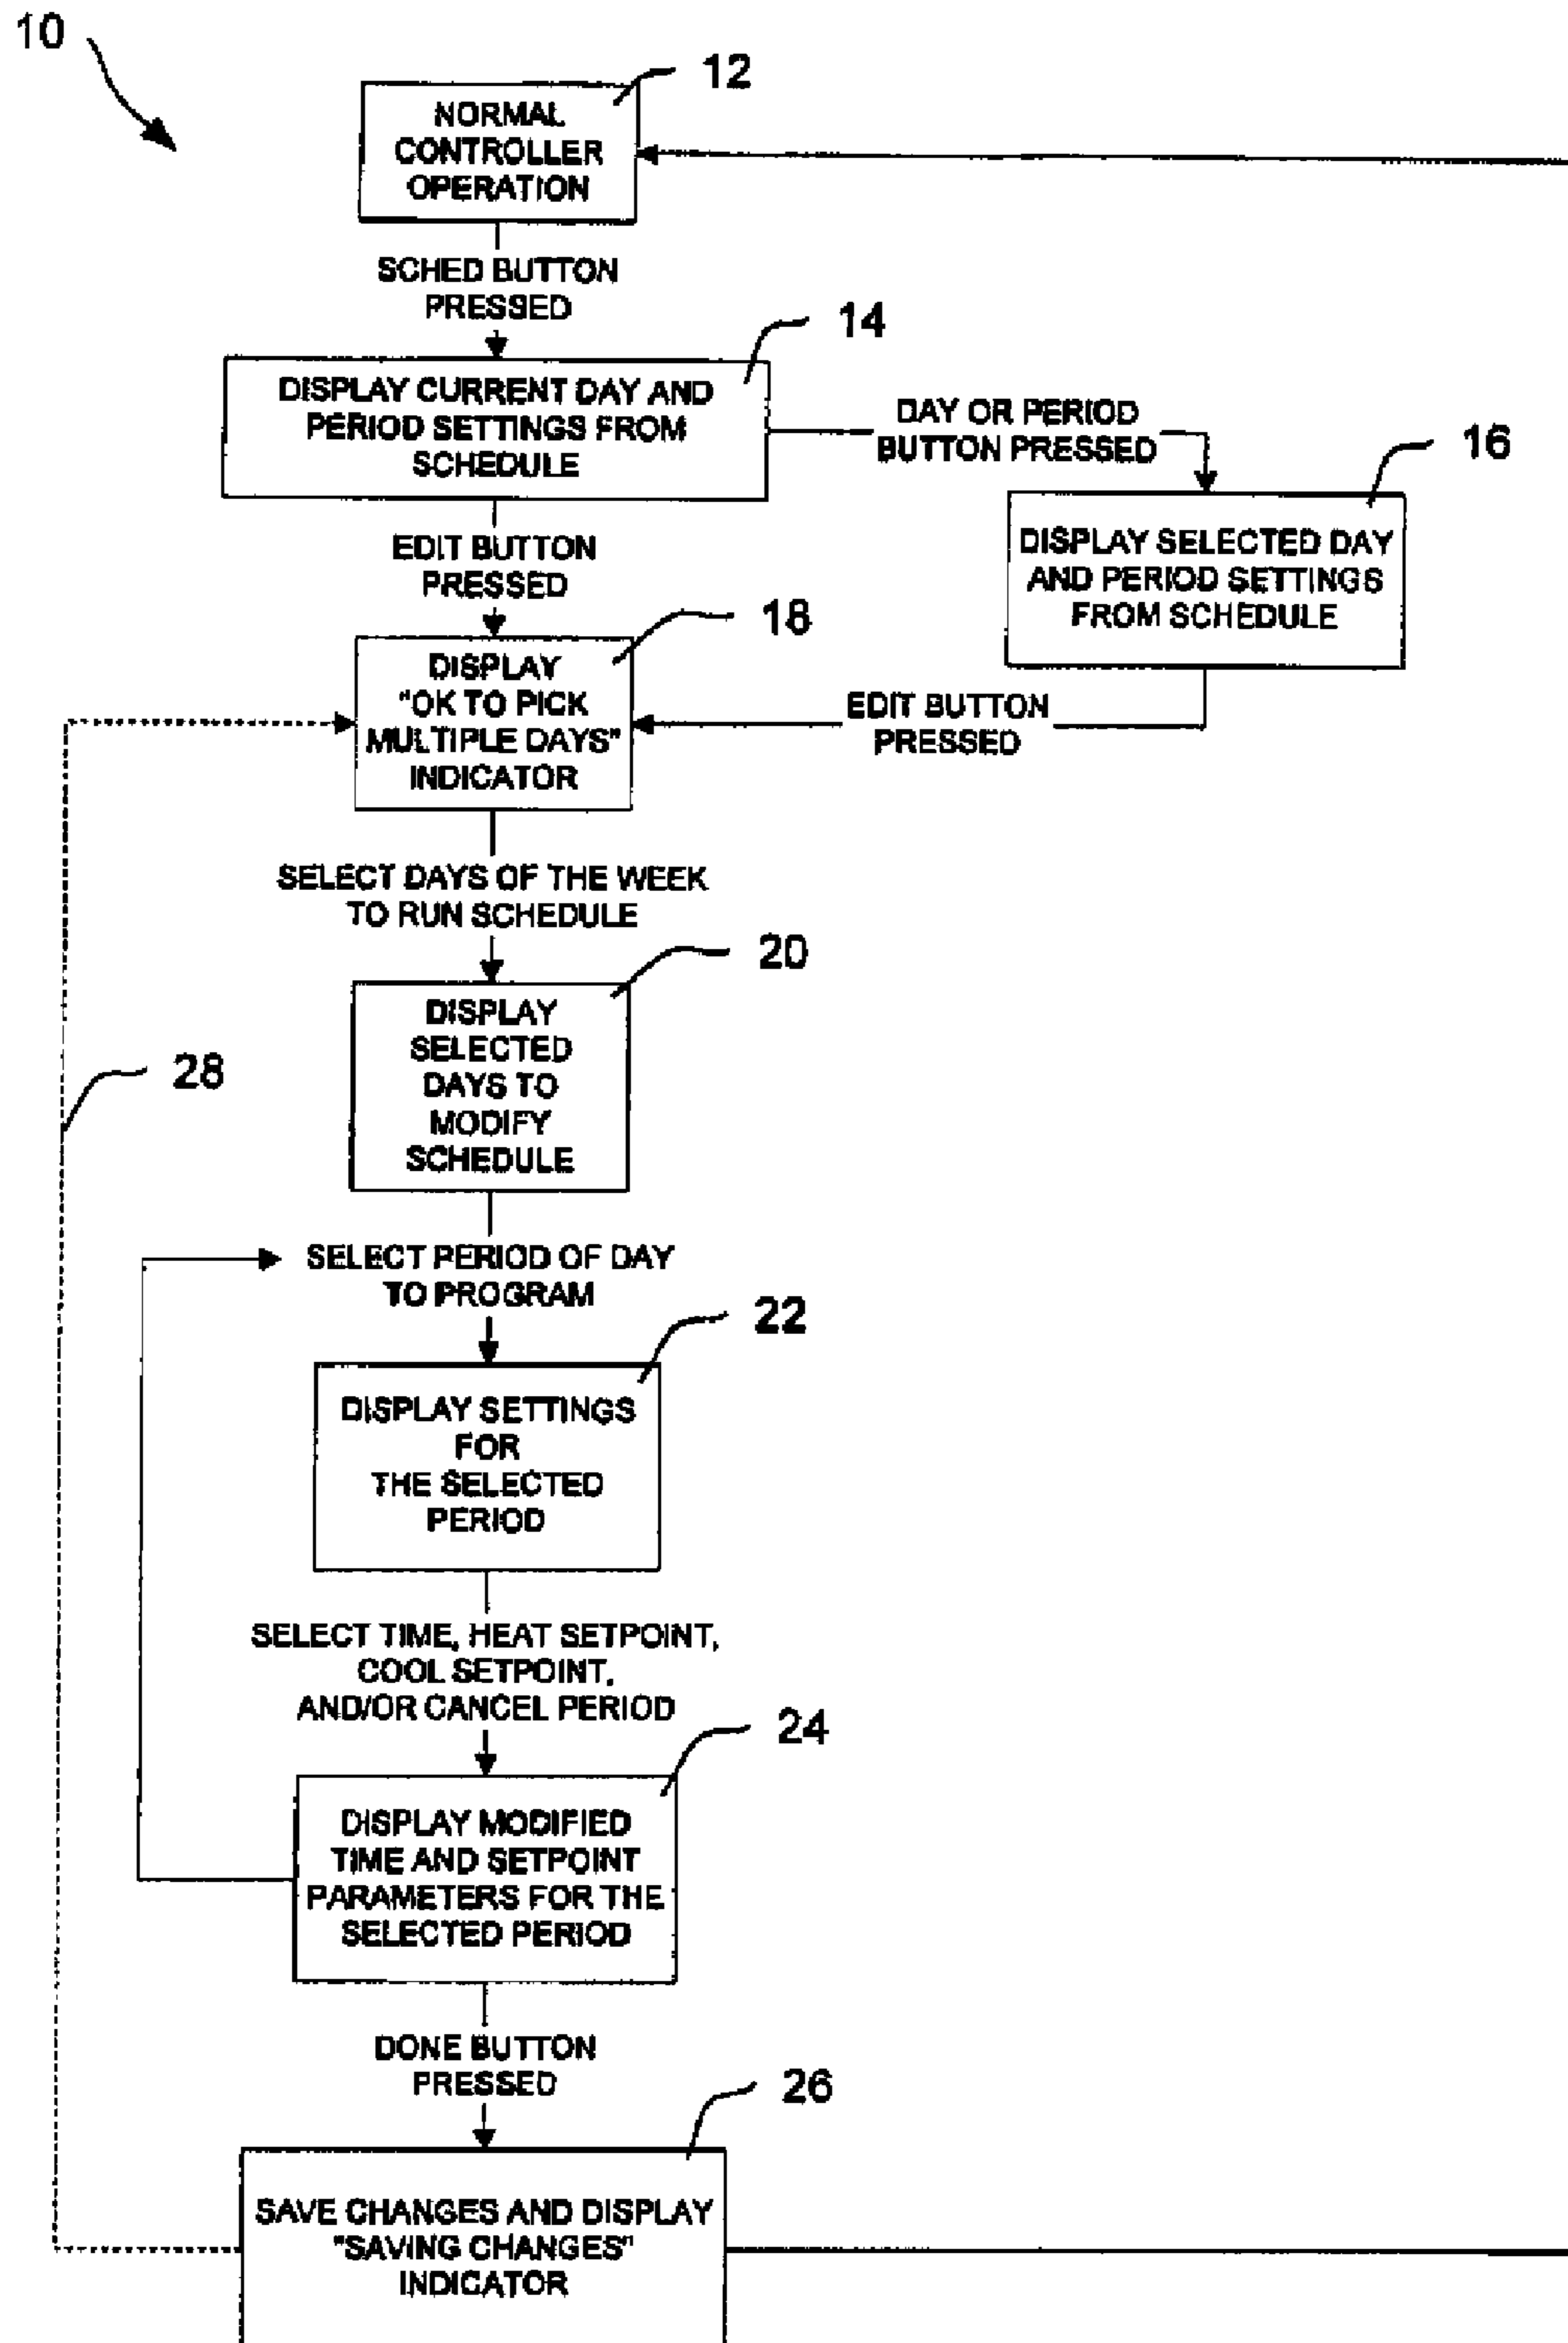 10
12
NORMAL
CONTROLLER
OPERATION
SCHED BUTTON
PRESSED
14
DISPLAY CURRENT DAY AND
PERIOD SETTINGS FROM
SCHEDULE
DAY OR PERIOD
BUTTON PRESSED
16
DISPLAY SELECTED DAY
AND PERIOD SETTINGS
FROM SCHEDULE
EDIT BUTTON
PRESSED
18
DISPLAY
"OK TO PICK
MULTIPLE DAYS"
INDICATOR
EDIT BUTTON
PRESSED
SELECT DAYS OF THE WEEK
TO RUN SCHEDULE
20
DISPLAY
SELECTED
DAYS TO
MODIFY
SCHEDULE
28
SELECT PERIOD OF DAY
TO PROGRAM
22
DISPLAY SETTINGS
FOR
THE SELECTED
PERIOD
SELECT TIME, HEAT SETPOINT,
COOL SETPOINT,
AND/OR CANCEL PERIOD
24
DISPLAY MODIFIED
TIME AND SETPOINT
PARAMETERS FOR THE
SELECTED PERIOD
DONE BUTTON
PRESSED
26
SAVE CHANGES AND DISPLAY
"SAVING CHANGES"
INDICATOR